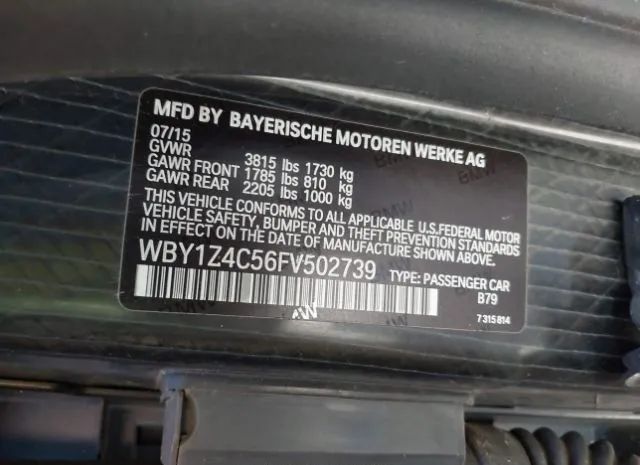 MFD BY BAYERISCHE MOTOREN WERKE AG
07/15
GVWR 3815 lbs 1730 kg
GAWR FRONT 1785 lbs 810 kg
GAWR REAR 2205 lbs 1000 kg
THIS VEHICLE CONFORMS TO ALL APPLICABLE U.S.FEDERAL MOTOR
VEHICLE SAFETY, BUMPER, AND THEFT PREVENTION STANDARDS
IN EFFECT ON THE DATE OF MANUFACTURE SHOWN ABOVE.
WBY1Z4C56FV502739 TYPE: PASSENGER CAR
B79
7 315 814